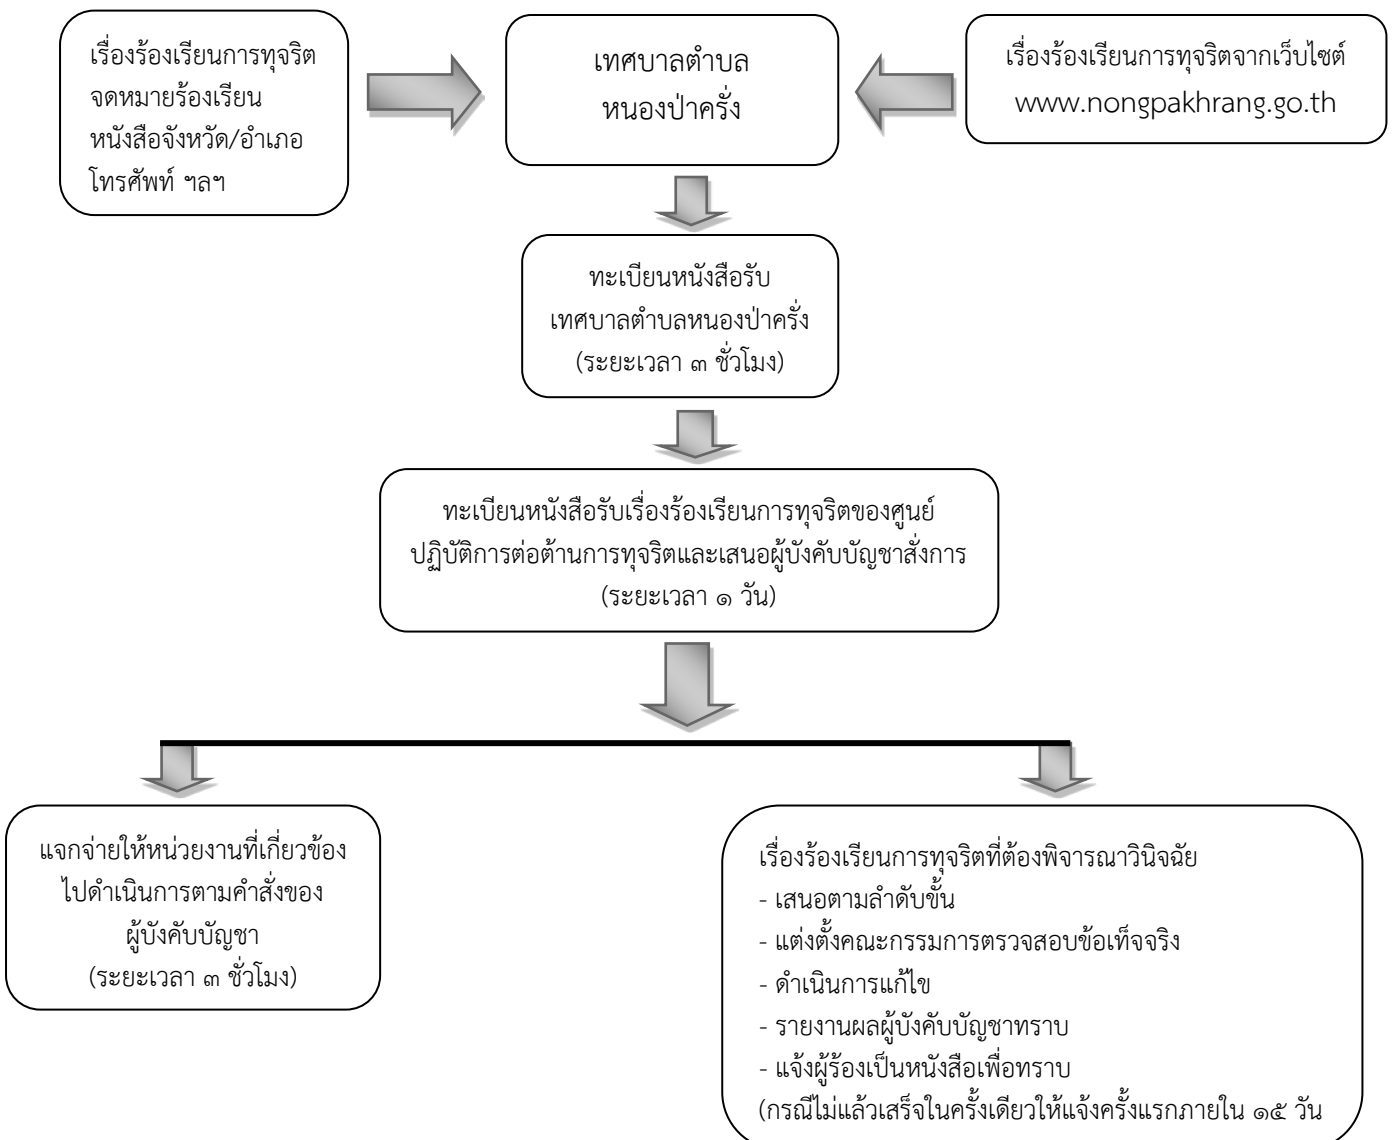 เรื่องร้องเรียนการทุจริต
จดหมายร้องเรียน
หนังสือจังหวัด/อำเภอ
โทรศัพท์ ฯลฯ
เทศบาลตำบล
หนองป่าครั่ง
เรื่องร้องเรียนการทุจริตจากเว็บไซต์
www.nongpakhrang.go.th
ทะเบียนหนังสือรับ
เทศบาลตำบลหนองป่าครั่ง
(ระยะเวลา ๓ ชั่วโมง)
ทะเบียนหนังสือรับเรื่องร้องเรียนการทุจริตของศูนย์
ปฏิบัติการต่อต้านการทุจริตและเสนอผู้บังคับบัญชาสั่งการ
(ระยะเวลา ๑ วัน)
แจกจ่ายให้หน่วยงานที่เกี่ยวข้อง
ไปดำเนินการตามคำสั่งของ
ผู้บังคับบัญชา
(ระยะเวลา ๓ ชั่วโมง)
เรื่องร้องเรียนการทุจริตที่ต้องพิจารณาวินิจฉัย
- เสนอตามลำดับขั้น
- แต่งตั้งคณะกรรมการตรวจสอบข้อเท็จจริง
- ดำเนินการแก้ไข
- รายงานผลผู้บังคับบัญชาทราบ
- แจ้งผู้ร้องเป็นหนังสือเพื่อทราบ
(กรณีไม่แล้วเสร็จในครั้งเดียวให้แจ้งครั้งแรกภายใน ๑๕ วัน